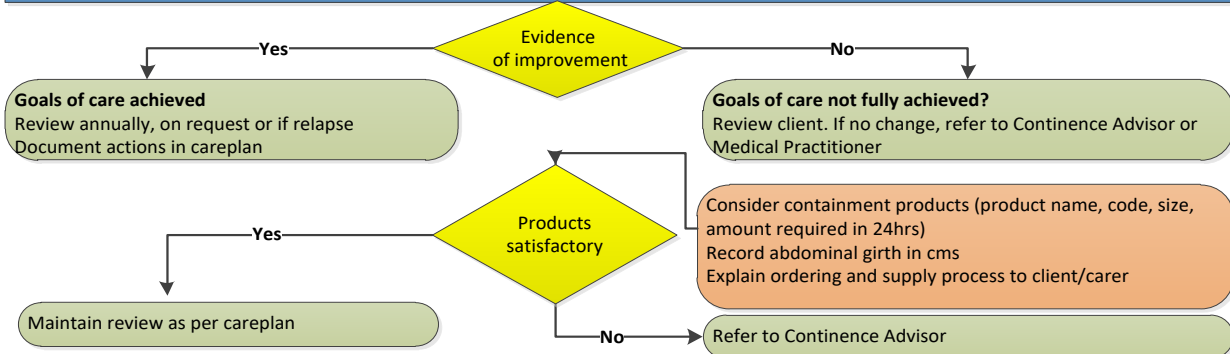 Evidence
of improvement
Yes
No
Goals of care achieved
Review annually, on request or if relapse
Document actions in careplan
Goals of care not fully achieved?
Review client. If no change, refer to Continence Advisor or
Medical Practitioner
Products
satisfactory
Yes
Consider containment products (product name, code, size,
amount required in 24hrs)
Record abdominal girth in cms
Explain ordering and supply process to client/carer
Maintain review as per careplan
No
Refer to Continence Advisor